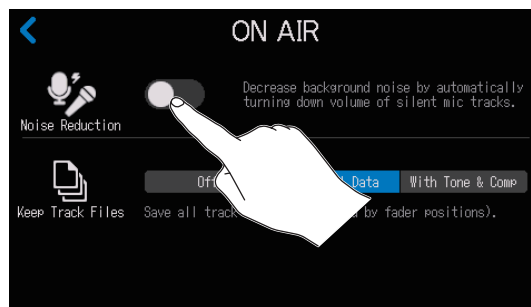 ON AIR
Decrease background noise by automatically
turning down volume of silent mic tracks.
Noise Reduction
Data With Tone & Comp
Keep Track Files Save all by fader positions).